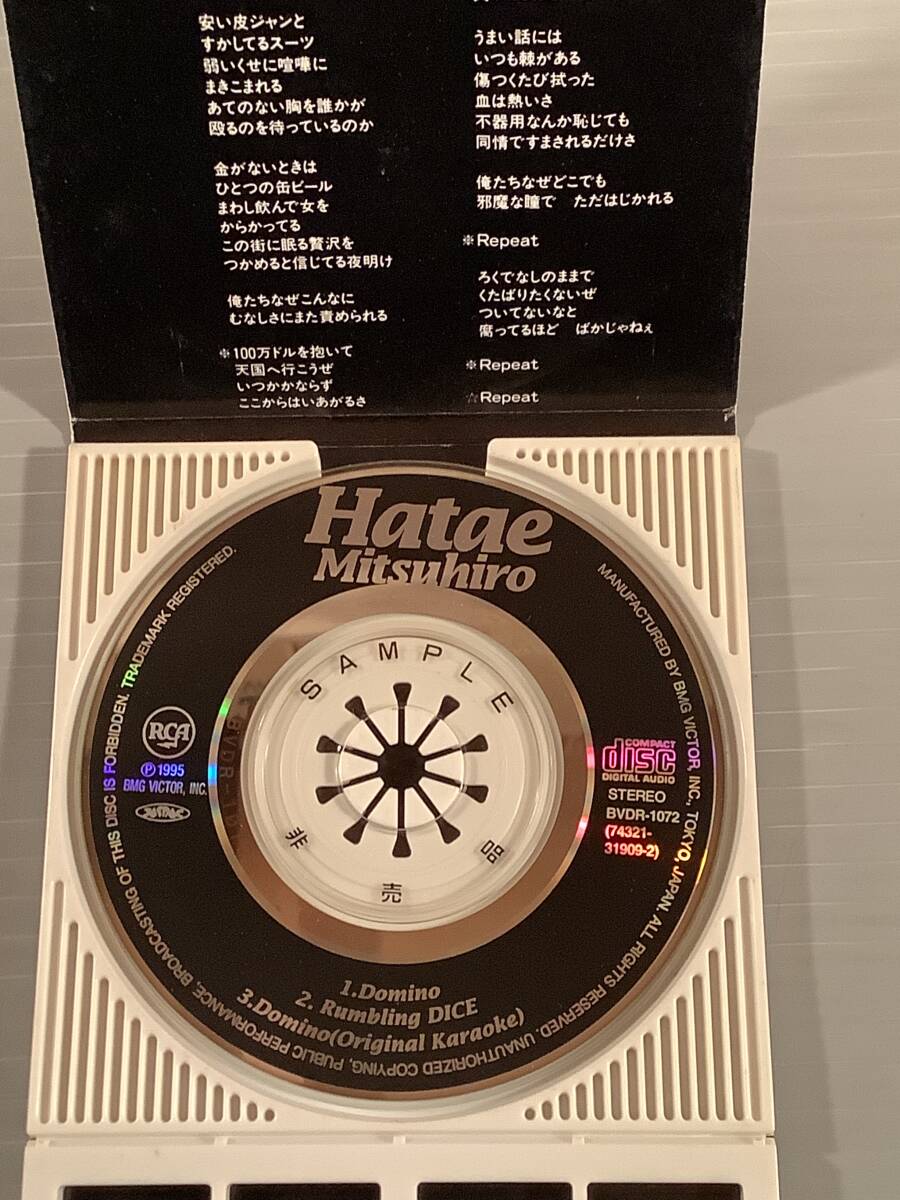 安い皮ジャンと
すかしてるスーツ
弱いくせに喧嘩に
まきこまれる
あてのない胸を誰かが
殴るのを待っているのか
金がないときは
ひとつの缶ビール
まわし飲んで女を
からかってる
この街に眠る贅沢を
つかめると信じてる夜明け
俺たちなぜこんなに
むなしさにまた責められる
※100万ドルを抱いて
天国へ行こうぜ
いつかかならず
ここからはいあがるさ
うまい話には
いつも棘がある
傷つくたび拭った
血は熱いさ
不器用なんか恥じても
同情ですまされるだけさ
俺たちなぜどこでも
邪魔な瞳で ただはじかれる
※Repeat
ろくでなしのままで
くたばりたくないぜ
ついてないなと
腐ってるほど ばかじゃねぇ
※Repeat
☆Repeat
Hatae
Mitsuhiro
SAMPLE
非売品
RCA
Ⓟ1995
BMG VICTOR, INC.
COMPACT
disc
DIGITAL AUDIO
STEREO
BVDR-1072
(74321-
31909-2)
1.Domino
2. Rumbling DICE
3.Domino(Original Karaoke)
MANUFACTURED BY BMG VICTOR, INC., TOKYO, JAPAN. ALL RIGHTS RESERVED. UNAUTHORIZED COPYING, PUBLIC PERFORMANCE, BROADCASTING OF THIS DISC IS FORBIDDEN. TRADEMARK REGISTERED.